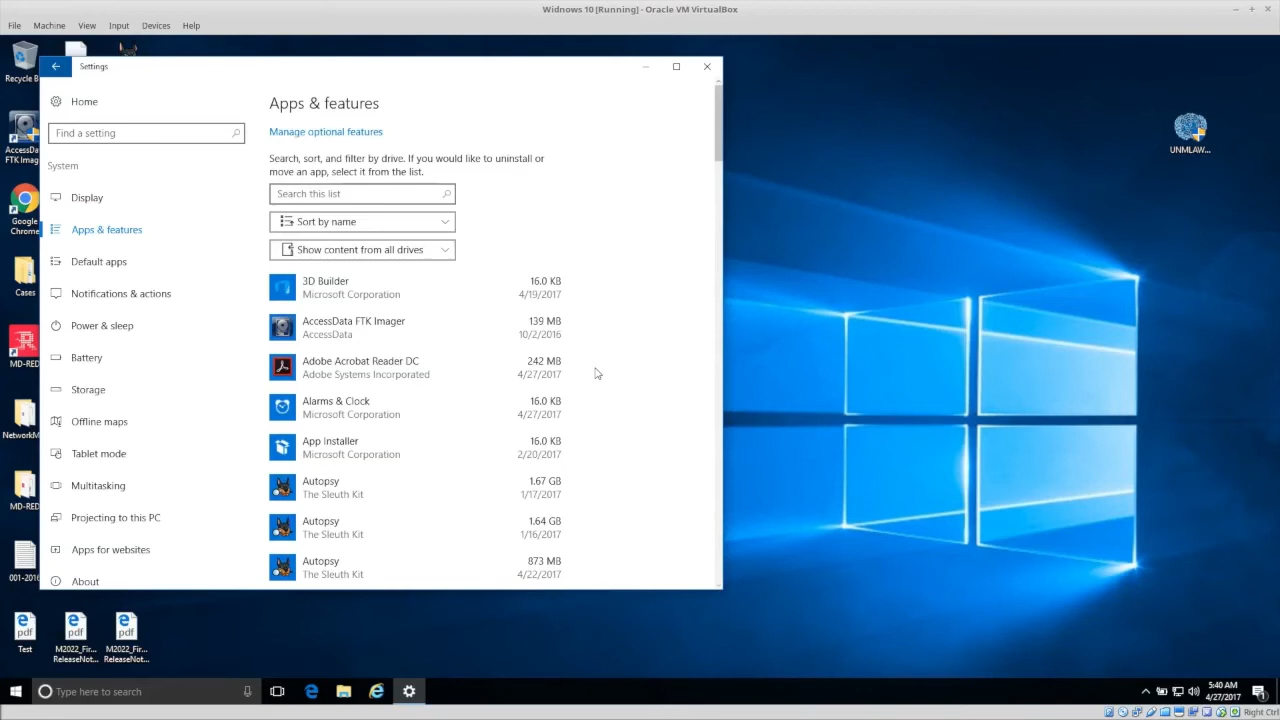 Widnows 10 [Running] - Oracle VM VirtualBox
File Machine View Input Devices Help
Recycle B
AccessData
FTK Imager
Google
Chrome
Cases
MD-RED
NetworkM
MD-RED
001-2016
Test
M2022_Fir...
ReleaseNot...
M2022_Fir...
ReleaseNot...
UNMLAW...
Settings
Home
Find a setting
System
Display
Apps & features
Default apps
Notifications & actions
Power & sleep
Battery
Storage
Offline maps
Tablet mode
Multitasking
Projecting to this PC
Apps for websites
About
Apps & features
Manage optional features
Search, sort, and filter by drive. If you would like to uninstall or
move an app, select it from the list.
Search this list
Sort by name
Show content from all drives
3D Builder 16.0 KB
Microsoft Corporation 4/19/2017
AccessData FTK Imager 139 MB
AccessData 10/2/2016
Adobe Acrobat Reader DC 242 MB
Adobe Systems Incorporated 4/27/2017
Alarms & Clock 16.0 KB
Microsoft Corporation 4/27/2017
App Installer 16.0 KB
Microsoft Corporation 2/20/2017
Autopsy 1.67 GB
The Sleuth Kit 1/17/2017
Autopsy 1.64 GB
The Sleuth Kit 1/16/2017
Autopsy 873 MB
The Sleuth Kit 4/22/2017
Type here to search
5:40 AM
4/27/2017
1
Right Ctrl